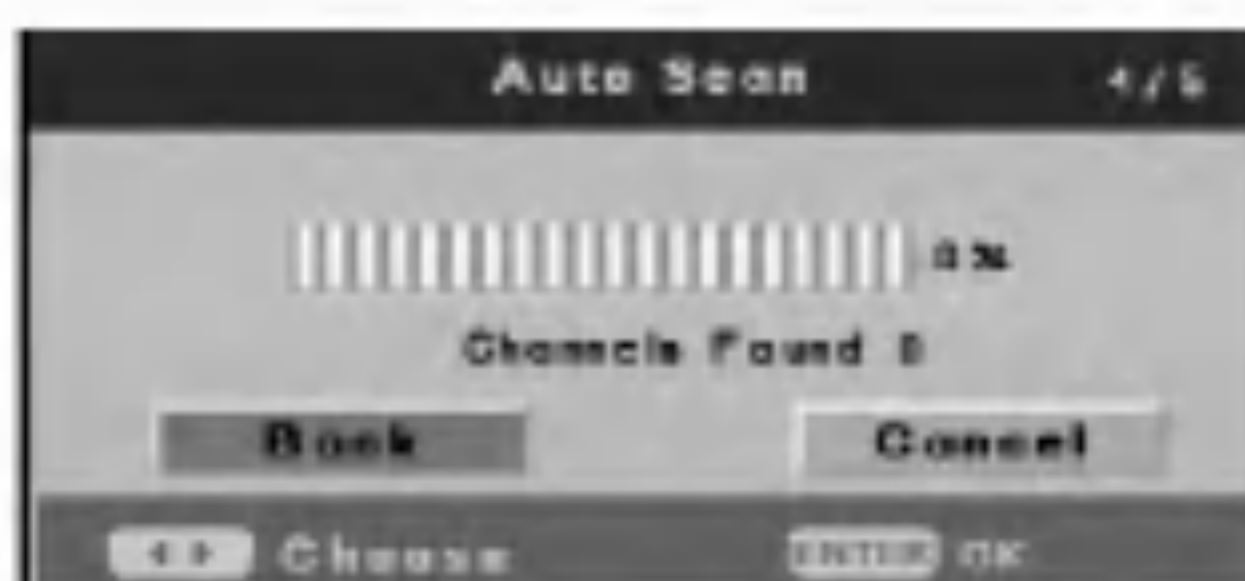 Auto Scan 4/5
0%
Channels Found 0
Back Cancel
Choose ENTER OK